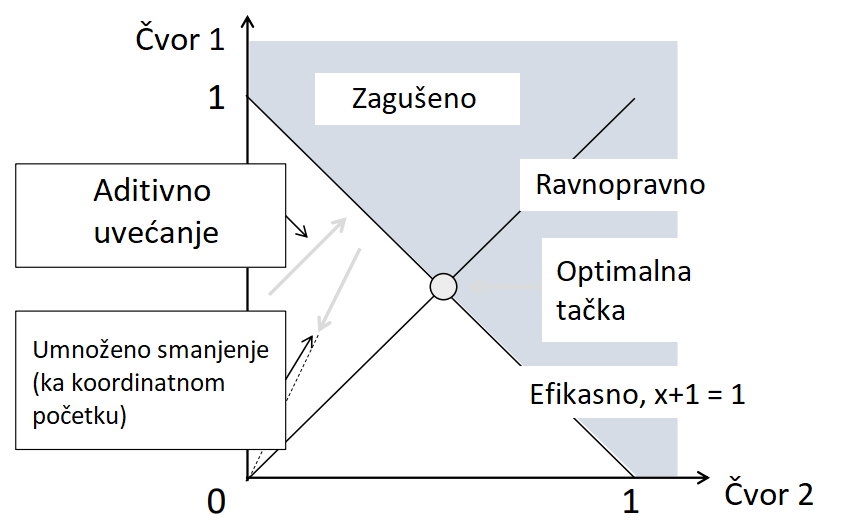 Čvor 1
1
Zagušeno
Aditivno
uvećanje
Ravnopravno
Optimalna
tačka
Umnoženo smanjenje
(ka koordinatnom
početku)
Efikasno, x+1 = 1
0
1
Čvor 2